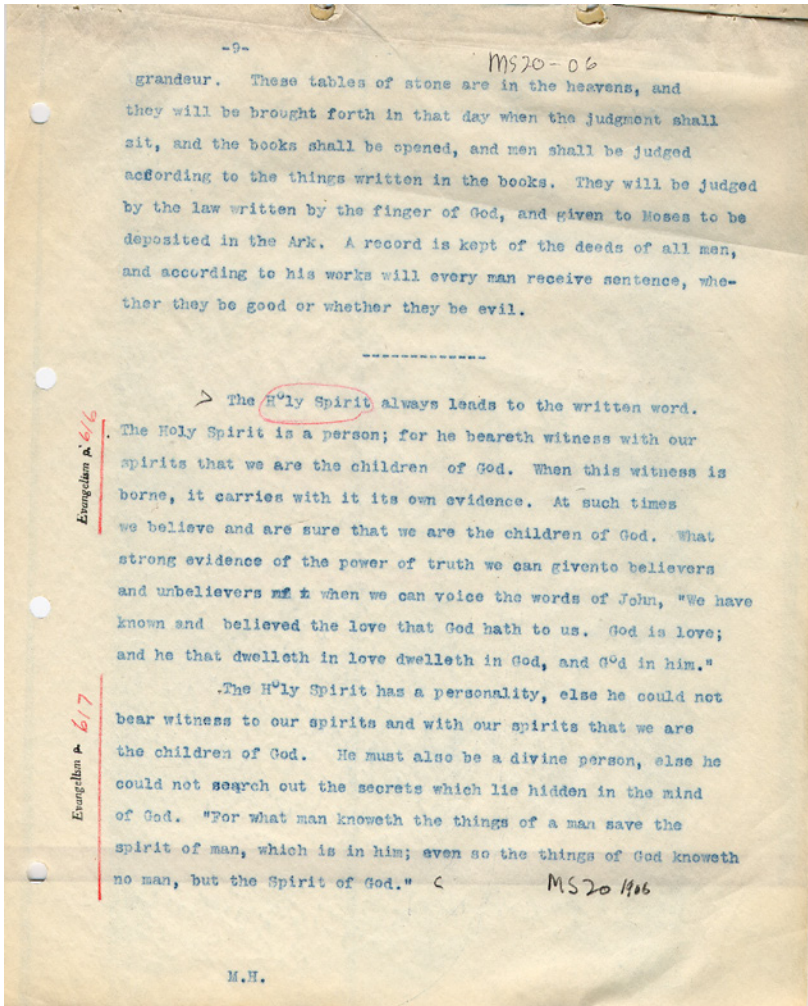 -9-
MS20-06
grandeur. These tables of stone are in the heavens, and
they will be brought forth in that day when the judgment shall
sit, and the books shall be opened, and men shall be judged
according to the things written in the books. They will be judged
by the law written by the finger of God, and given to Moses to be
deposited in the Ark. A record is kept of the deeds of all men,
and according to his works will every man receive sentence, whe-
ther they be good or whether they be evil.
-------------
> The Holy Spirit always leads to the written word.
Evangelism p. 616
The Holy Spirit is a person; for he beareth witness with our
spirits that we are the children of God. When this witness is
borne, it carries with it its own evidence. At such times
we believe and are sure that we are the children of God. What
strong evidence of the power of truth we can givento believers
and unbelievers when we can voice the words of John, "We have
known and believed the love that God hath to us. God is love;
and he that dwelleth in love dwelleth in God, and God in him."
Evangelism p. 617
.The Holy Spirit has a personality, else he could not
bear witness to our spirits and with our spirits that we are
the children of God. He must also be a divine person, else he
could not search out the secrets which lie hidden in the mind
of God. "For what man knoweth the things of a man save the
spirit of man, which is in him; even so the things of God knoweth
no man, but the Spirit of God." <
MS20 1906
M.H.